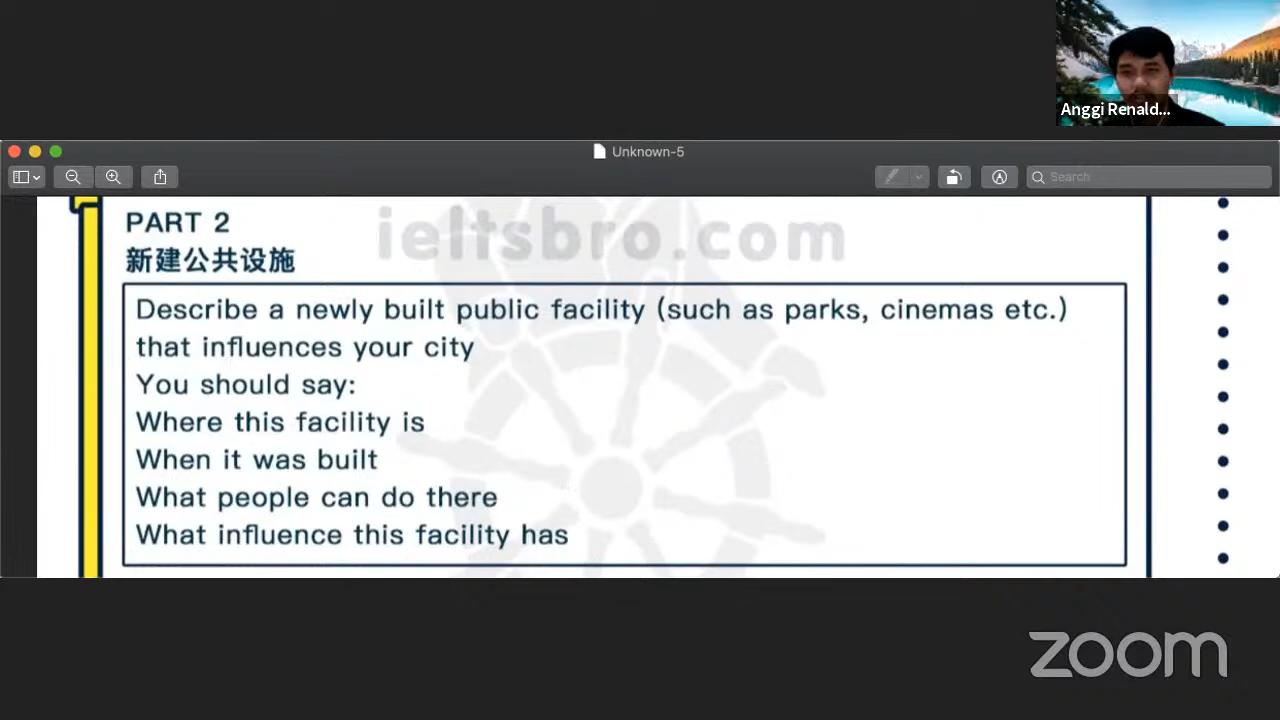 Anggi Renald...
Unknown-5
Search
ieltsbro.com
PART 2
新建公共设施
Describe a newly built public facility (such as parks, cinemas etc.)
that influences your city
You should say:
Where this facility is
When it was built
What people can do there
What influence this facility has
zoom